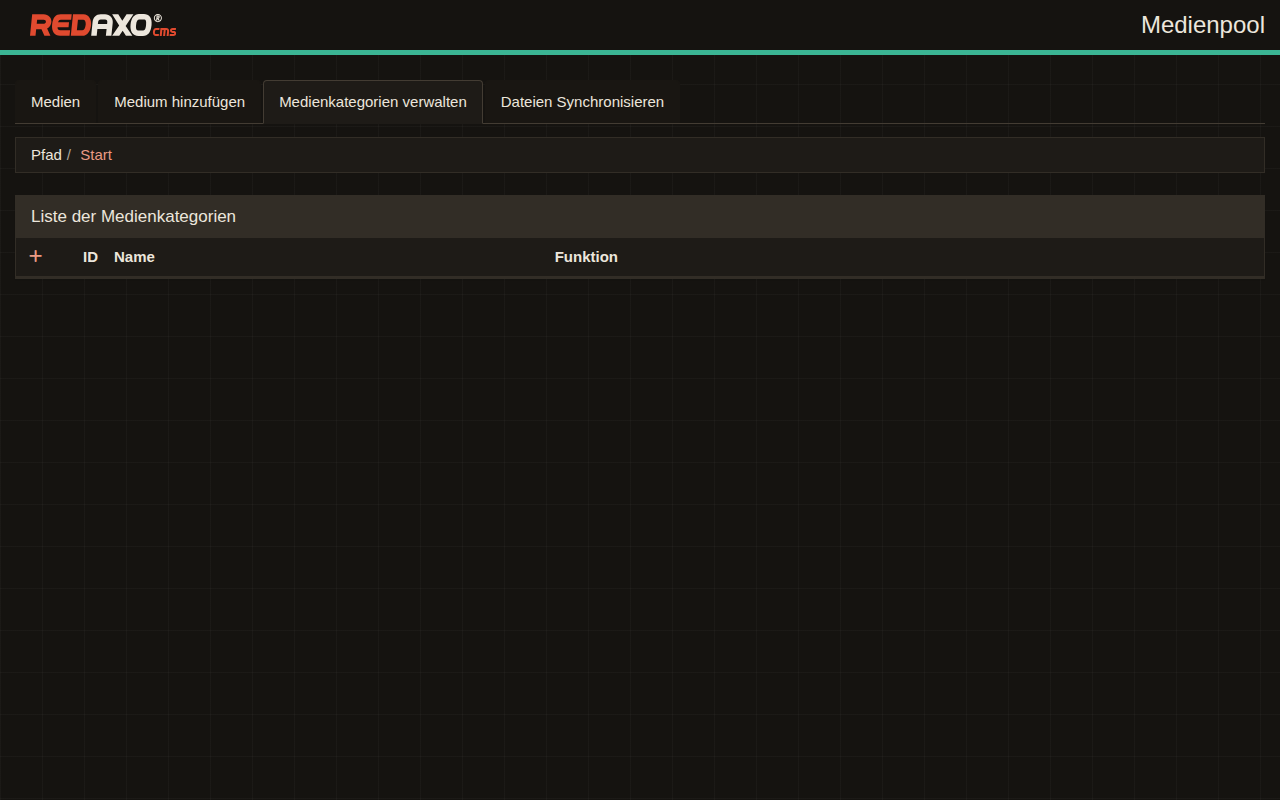 REDAXO® cms
Medienpool
Medien Medium hinzufügen Medienkategorien verwalten Dateien Synchronisieren
Pfad / Start
Liste der Medienkategorien
+ ID Name Funktion